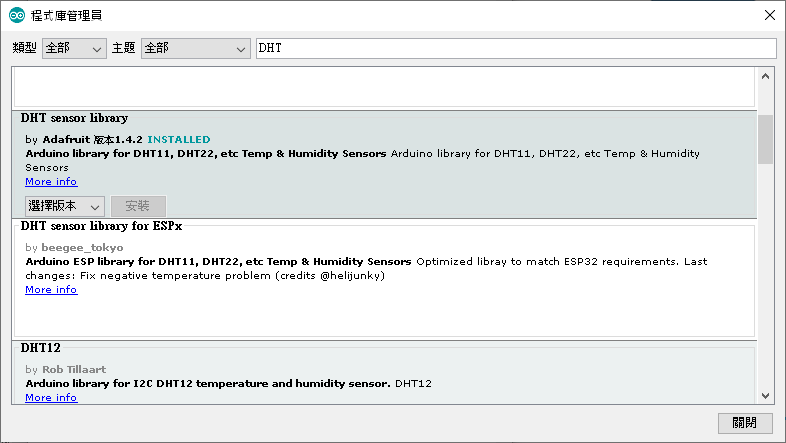 程式庫管理員
類型 全部 主題 全部 DHT
DHT sensor library
by Adafruit 版本1.4.2 INSTALLED
Arduino library for DHT11, DHT22, etc Temp & Humidity Sensors Arduino library for DHT11, DHT22, etc Temp & Humidity
Sensors
More info
選擇版本 安裝
DHT sensor library for ESPx
by beegee_tokyo
Arduino ESP library for DHT11, DHT22, etc Temp & Humidity Sensors Optimized libray to match ESP32 requirements. Last
changes: Fix negative temperature problem (credits @helijunky)
More info
DHT12
by Rob Tillaart
Arduino library for I2C DHT12 temperature and humidity sensor. DHT12
More info
關閉